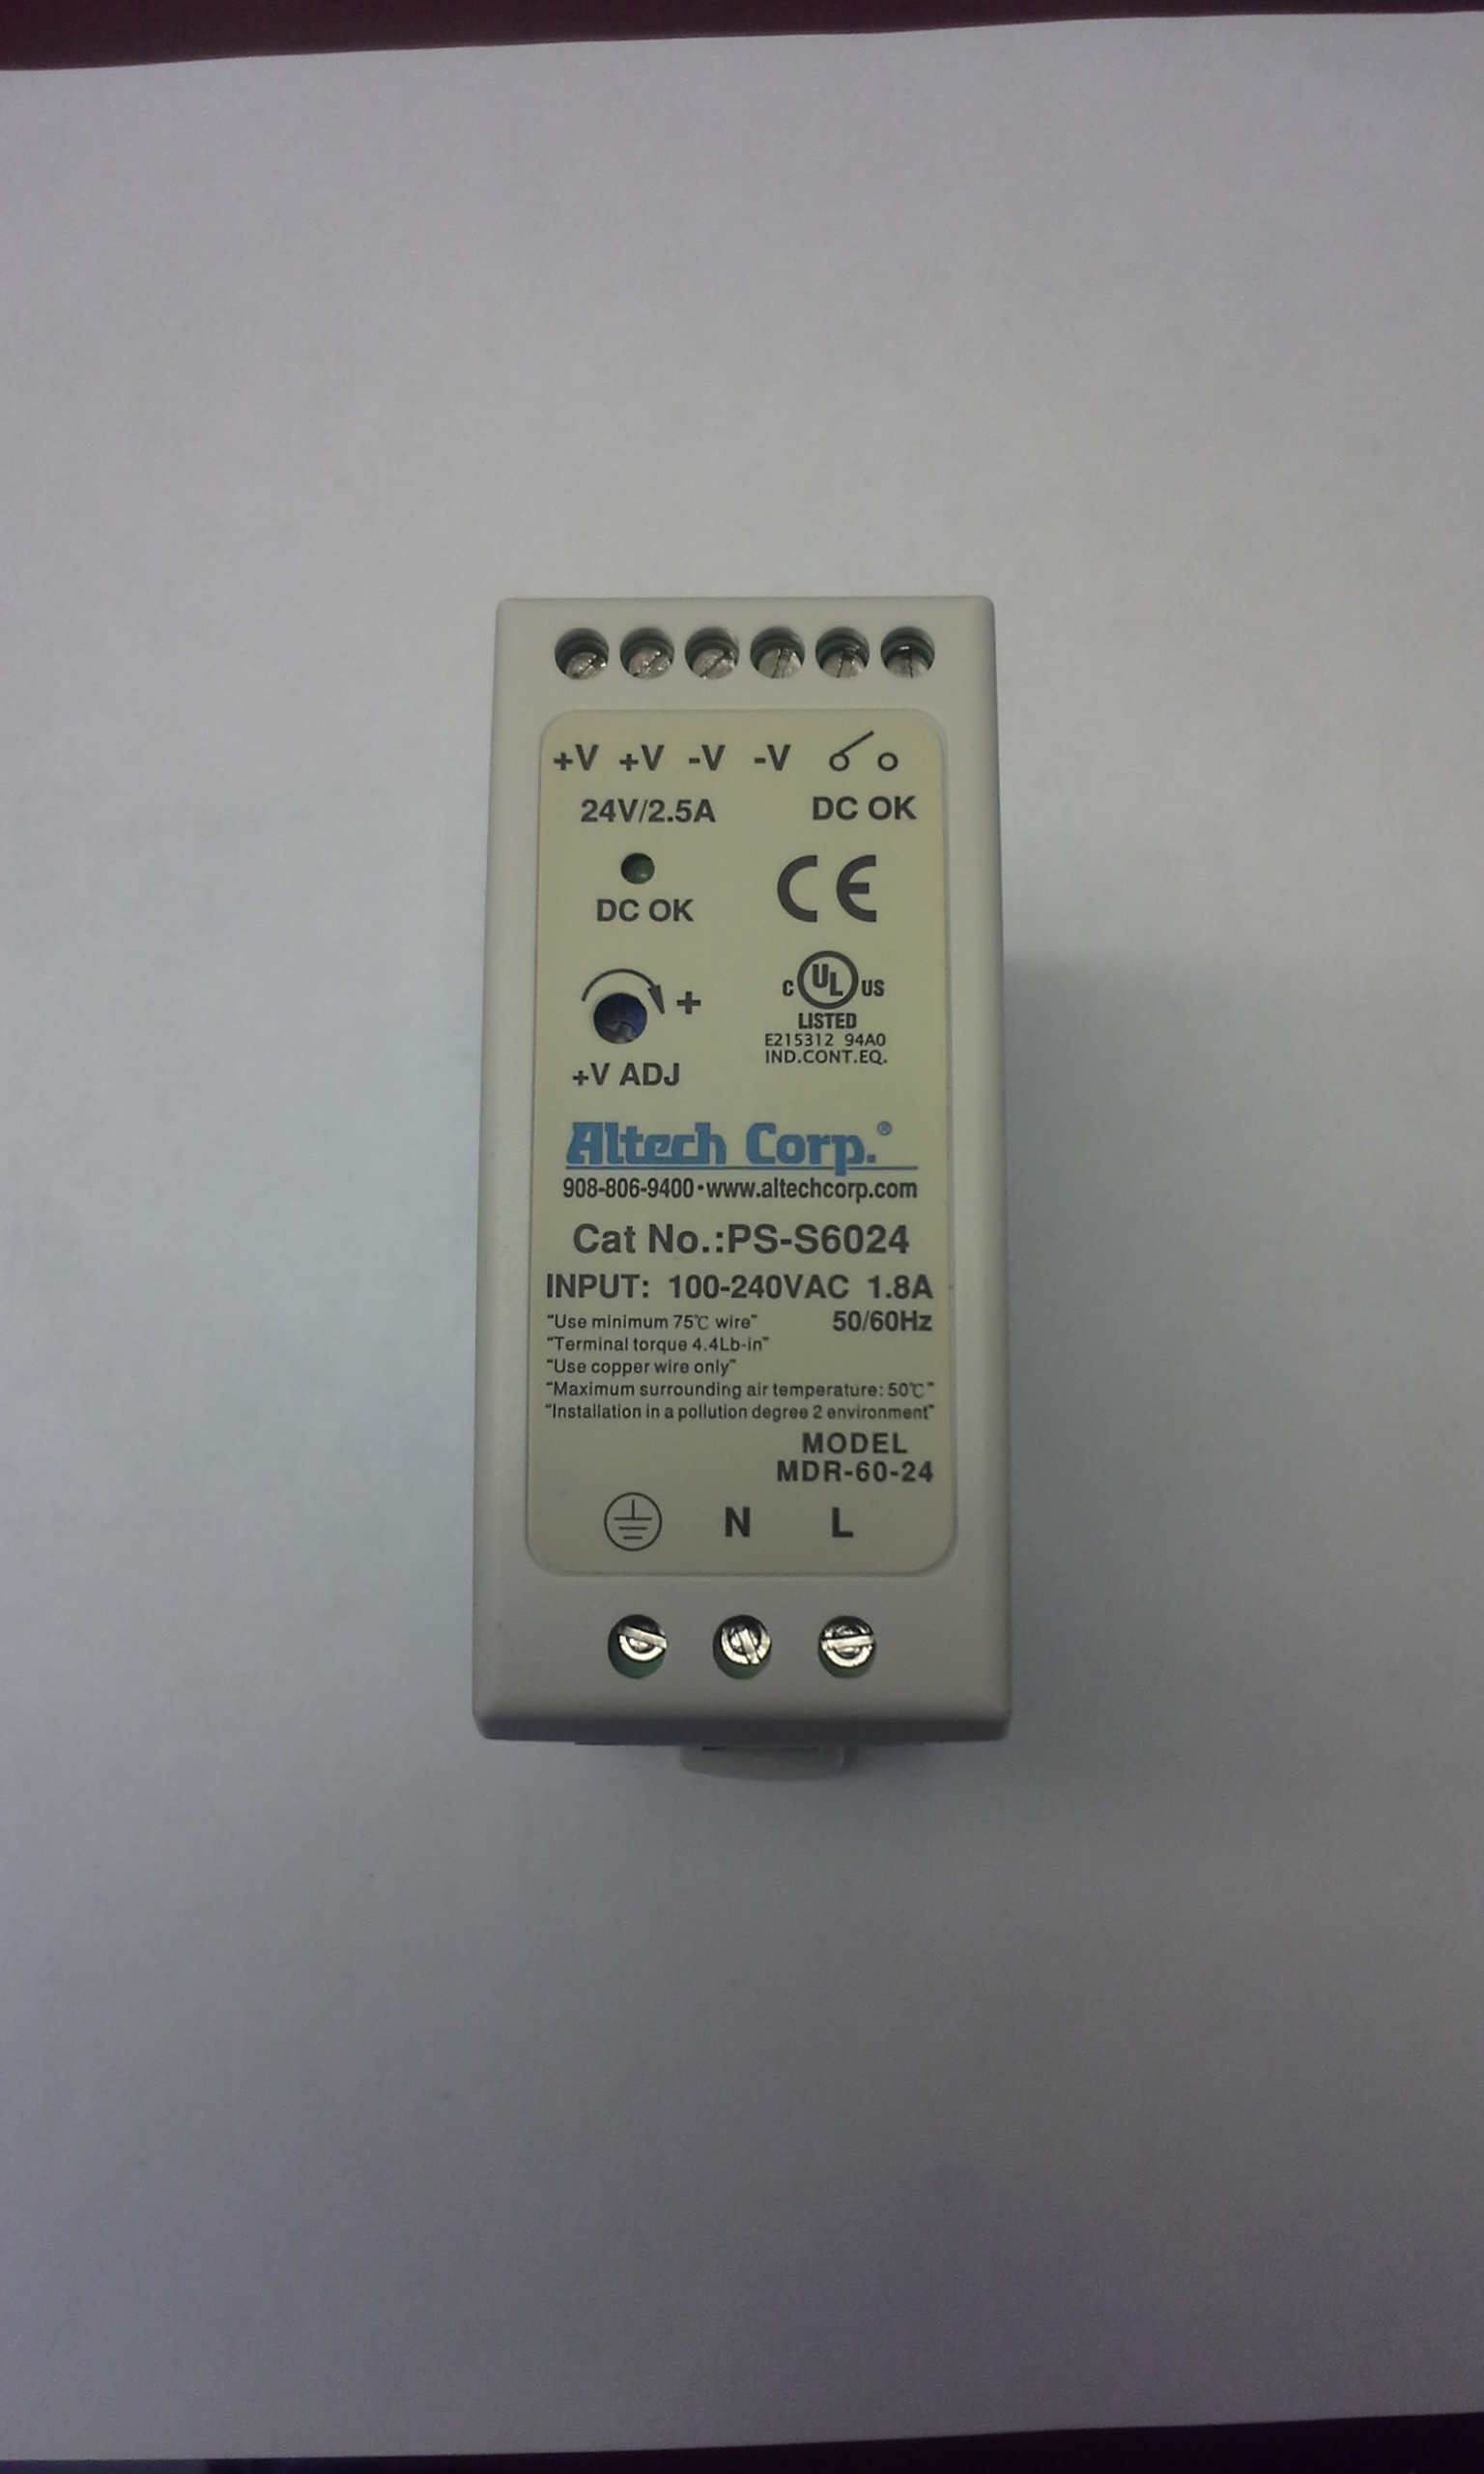 +V +V -V -V
24V/2.5A DC OK
DC OK
CE
+
C UL US
LISTED
E215312 94A0
IND.CONT.EQ.
+V ADJ
Altech Corp.®
908-806-9400·www.altechcorp.com
Cat No.:PS-S6024
INPUT: 100-240VAC 1.8A
50/60Hz
"Use minimum 75℃ wire"
"Terminal torque 4.4Lb-in"
"Use copper wire only"
"Maximum surrounding air temperature: 50℃"
"Installation in a pollution degree 2 environment"
MODEL
MDR-60-24
N L